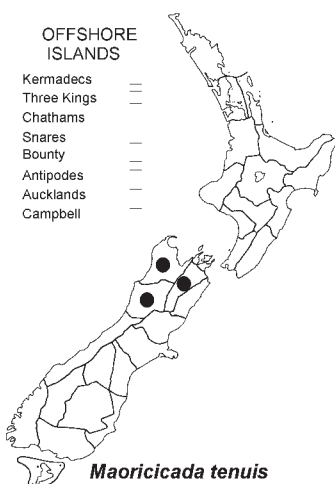 OFFSHORE
ISLANDS
Kermadecs
Three Kings
Chathams
Snares
Bounty
Antipodes
Aucklands
Campbell
Maoricicada tenuis